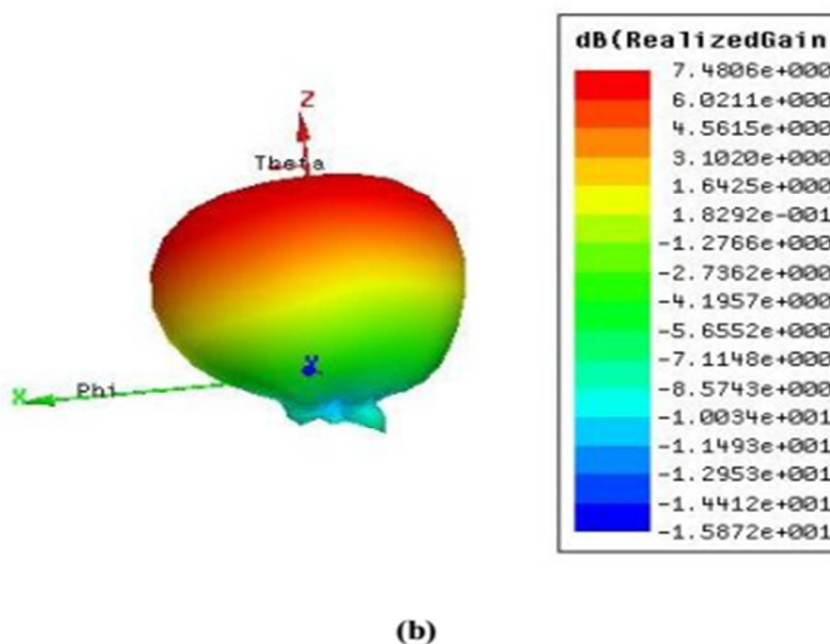 dB(RealizedGain
7.4806e+000
6.0211e+000
4.5615e+000
3.1020e+000
1.6425e+000
1.8292e-001
-1.2766e+000
-2.7362e+000
-4.1957e+000
-5.6552e+000
-7.1148e+000
-8.5743e+000
-1.0034e+001
-1.1493e+001
-1.2953e+001
-1.4412e+001
-1.5872e+001
Z
Theta
Phi
X
(b)